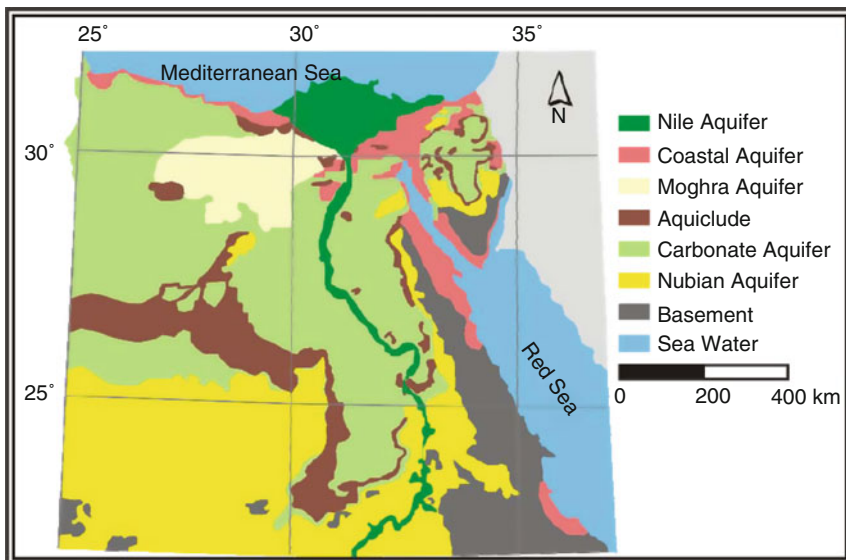 25° 30° 35°
Mediterranean Sea
N
30°
25°
Red Sea
Nile Aquifer
Coastal Aquifer
Moghra Aquifer
Aquiclude
Carbonate Aquifer
Nubian Aquifer
Basement
Sea Water
0 200 400 km